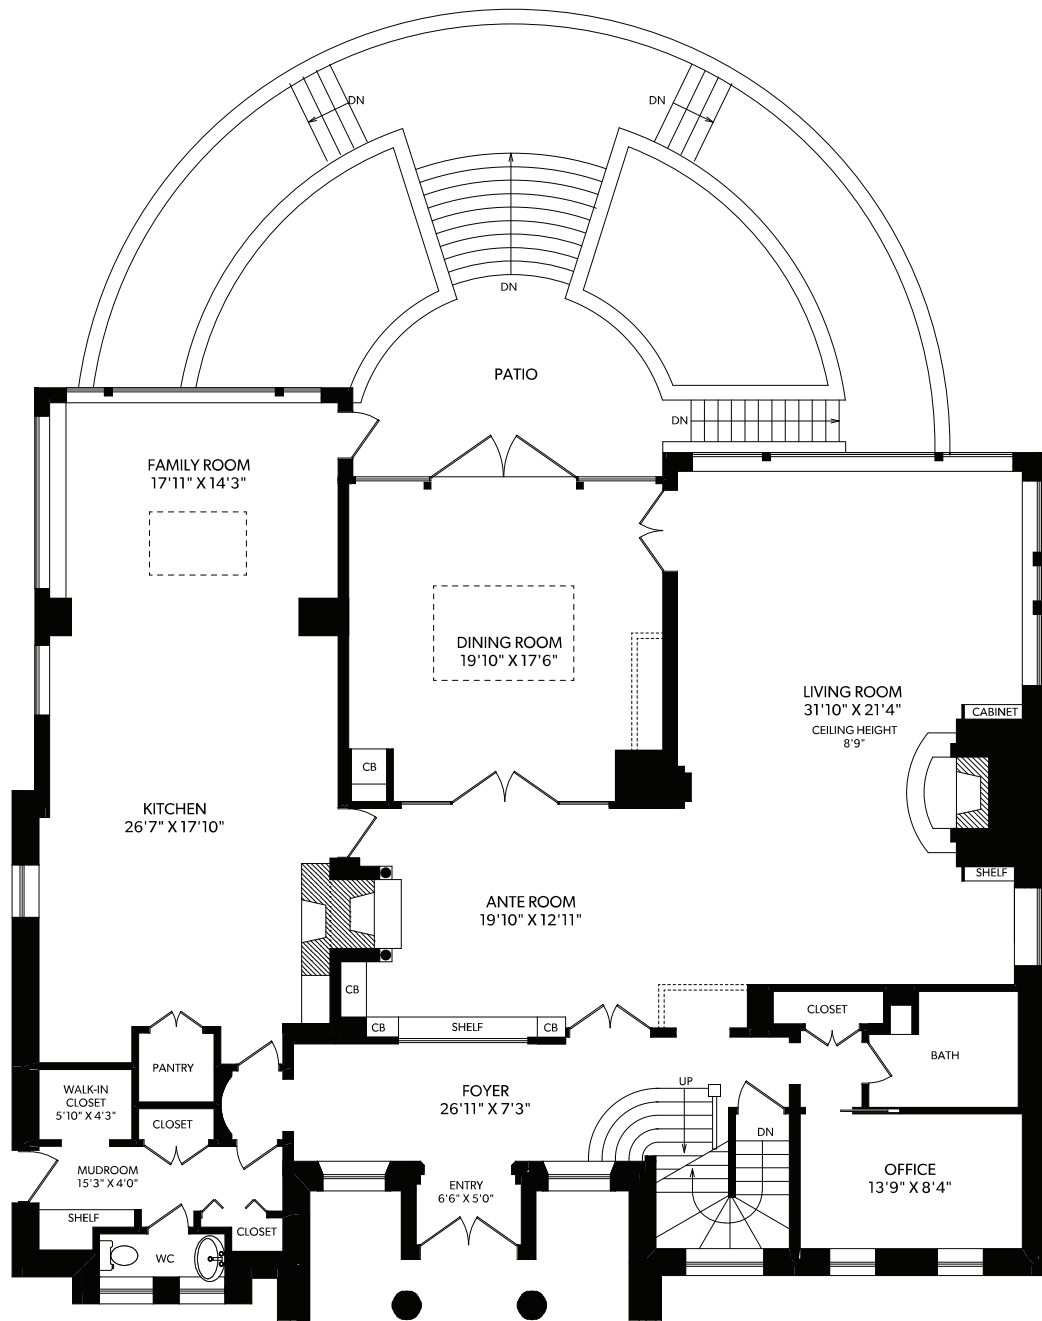 DN
DN
DN
PATIO
DN
FAMILY ROOM
17'11" X 14'3"
DINING ROOM
19'10" X 17'6"
LIVING ROOM
31'10" X 21'4"
CEILING HEIGHT
8'9"
CABINET
CB
KITCHEN
26'7" X 17'10"
SHELF
ANTE ROOM
19'10" X 12'11"
CB
CB
SHELF
CB
CLOSET
BATH
PANTRY
WALK-IN
CLOSET
5'10" X 4'3"
FOYER
26'11" X 7'3"
UP
CLOSET
DN
MUDROOM
15'3" X 4'0"
ENTRY
6'6" X 5'0"
OFFICE
13'9" X 8'4"
SHELF
CLOSET
WC